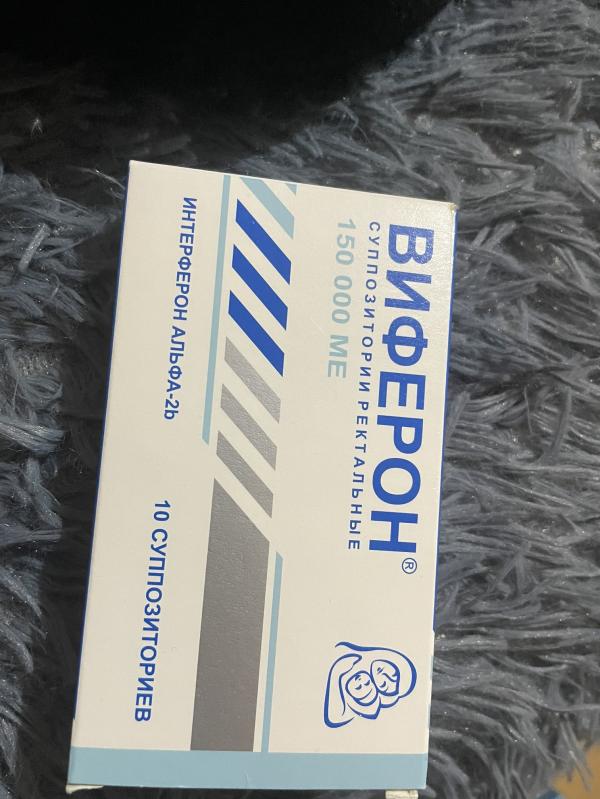 ВИФЕРОН®
СУППОЗИТОРИИ РЕКТАЛЬНЫЕ
150 000 МЕ
ИНТЕРФЕРОН АЛЬФА-2b
10 СУППОЗИТОРИЕВ